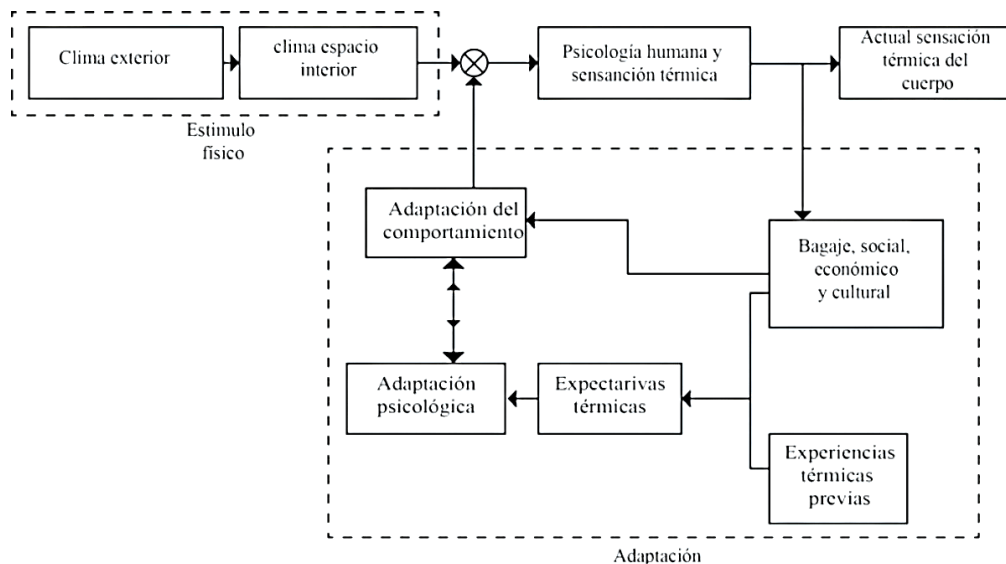 Clima exterior
clima espacio
interior
Psicología humana y
sensanción térmica
Actual sensación
térmica del
cuerpo
Estimulo
físico
Adaptación del
comportamiento
Bagaje, social,
económico
y cultural
Adaptación
psicológica
Expectarivas
térmicas
Experiencias
térmicas
previas
Adaptación